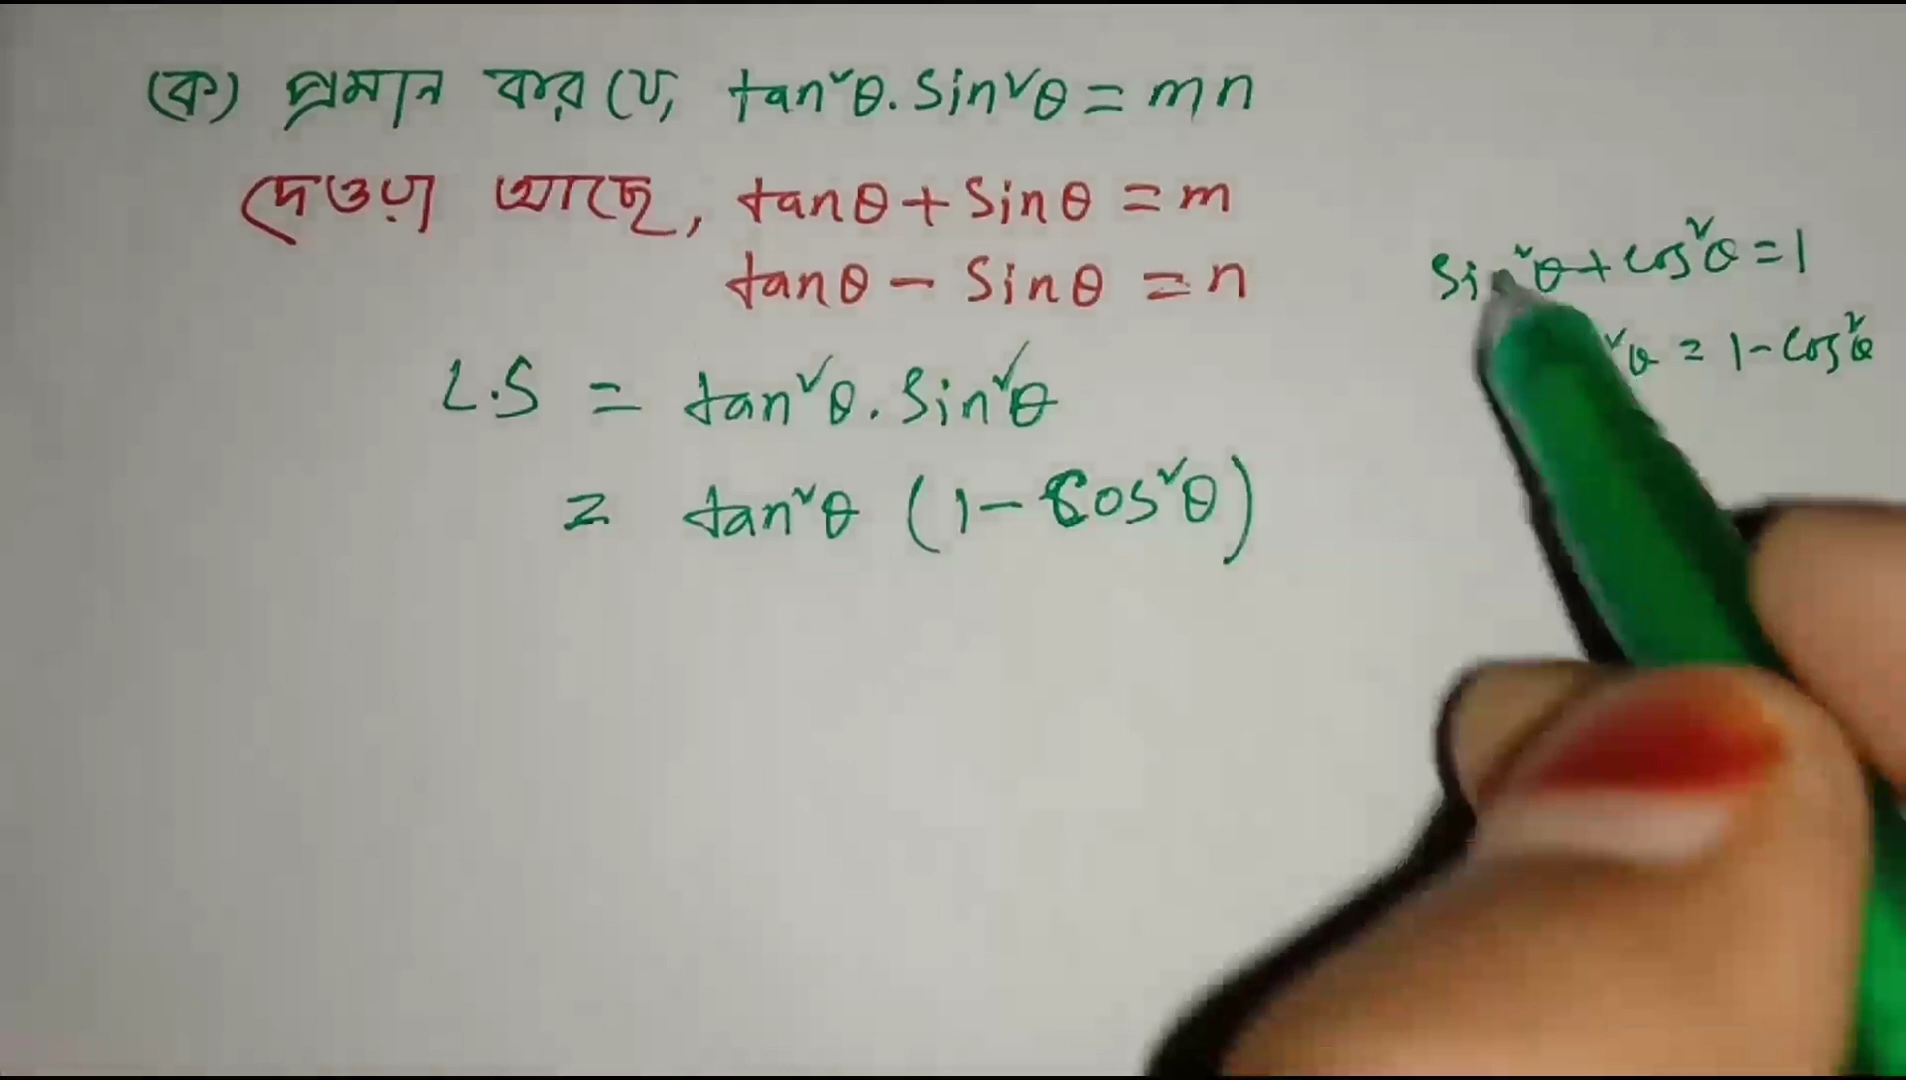 (ক) প্রমান কর যে, tan²θ. Sin²θ = mn
দেওয়া আছে, tanθ + Sinθ = m
tanθ - Sinθ = n
Sin²θ + Cos²θ = 1
²θ = 1 - Cos²θ
L.S = tan²θ. Sin²θ
= tan²θ (1 - Cos²θ)